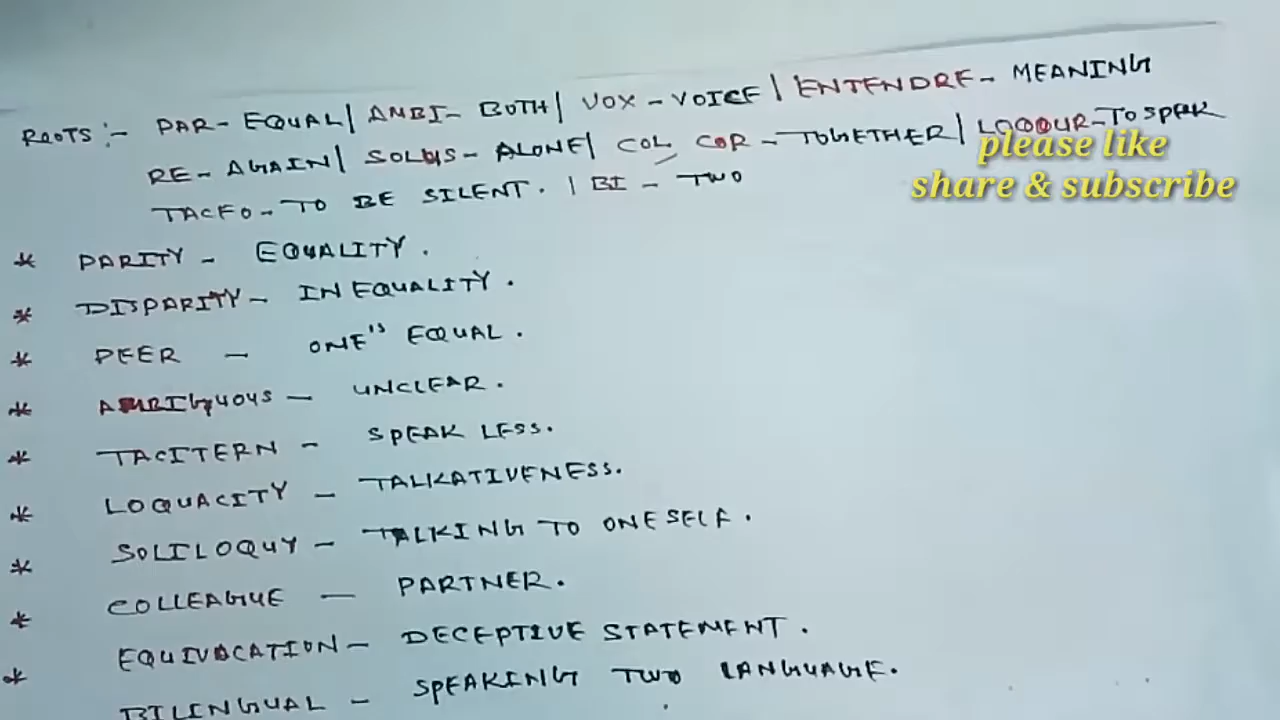 ROOTS :- PAR - EQUAL | AMBI - BOTH | VOX - VOICE | ENTENDRE - MEANING
RE - AGAIN | SOLUS - ALONE | COL, COR - TOGETHER | LOQUR - TO SPEAK
please like
share & subscribe
TACEO - TO BE SILENT. | BI - TWO
* PARITY - EQUALITY.
* DISPARITY - INEQUALITY.
* PEER - ONE"S EQUAL.
* AMBIGUOUS - UNCLEAR.
* TACITERN - SPEAK LESS.
* LOQUACITY - TALKATIVENESS.
* SOLILOQUY - TALKING TO ONESELF.
* COLLEAGUE - PARTNER.
* EQUIVOCATION - DECEPTIVE STATEMENT.
BILINGUAL - SPEAKING TWO LANGUAGE.